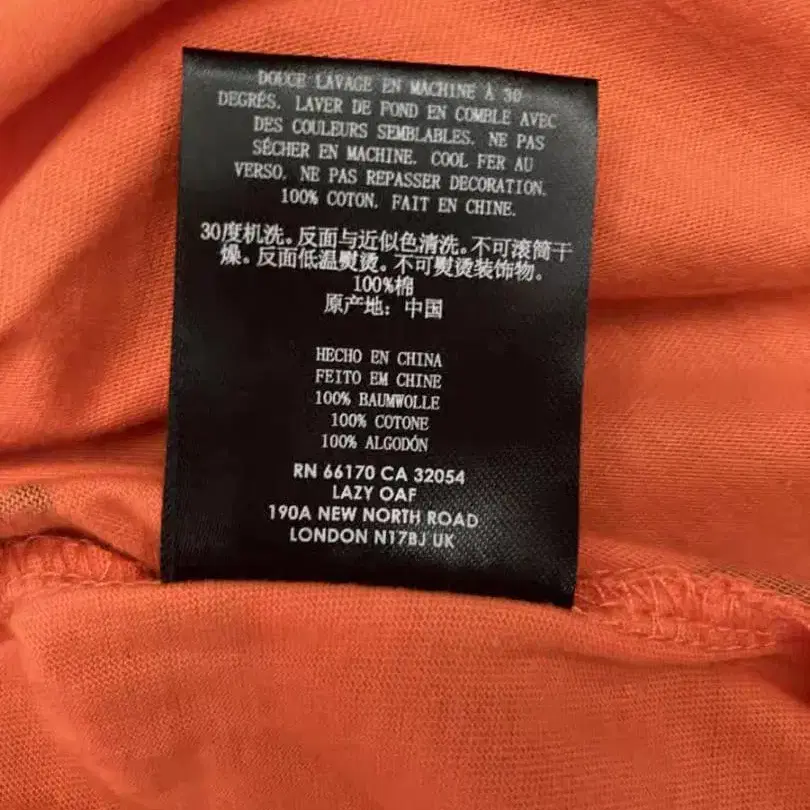 DOUCE LAVAGE EN MACHINE À 30
DEGRÉS. LAVER DE FOND EN COMBLE AVEC
DES COULEURS SEMBLABLES. NE PAS
SÉCHER EN MACHINE. COOL FER AU
VERSO. NE PAS REPASSER DECORATION.
100% COTON. FAIT EN CHINE.
30度机洗。反面与近似色清洗。不可滚筒干
燥。反面低温熨烫。不可熨烫装饰物。
100%棉
原产地：中国
HECHO EN CHINA
FEITO EM CHINE
100% BAUMWOLLE
100% COTONE
100% ALGODÓN
RN 66170 CA 32054
LAZY OAF
190A NEW NORTH ROAD
LONDON N17BJ UK